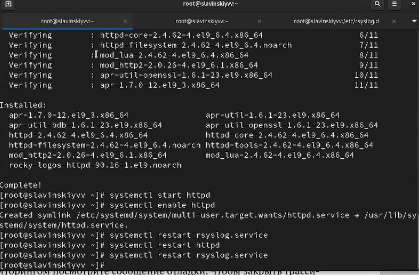 root@slavinskiyvv:~
root@slavinskiyvv:~ root@slavinskiyvv:/etc/rsyslog.d
Verifying : httpd-core-2.4.62-4.el9_6.4.x86_64 6/11
Verifying : httpd filesystem 2.4.62 4.el9_6.4.noarch 7/11
Verifying : mod_lua 2.4.62 4.el9_6.4.x86_64 8/11
Verifying : mod_http2-2.0.26-4.el9_6.1.x86_64 9/11
Verifying : apr-util-openssl-1.6.1-23.el9.x86_64 10/11
Verifying : apr 1.7.0 12.el9_3.x86_64 11/11
Installed:
apr-1.7.0-12.el9_3.x86_64 apr-util-1.6.1-23.el9.x86_64
apr util bdb 1.6.1 23.el9.x86_64 apr util openssl 1.6.1 23.el9.x86_64
httpd 2.4.62 4.el9_6.4.x86_64 httpd core 2.4.62 4.el9_6.4.x86_64
httpd-filesystem-2.4.62-4.el9_6.4.noarch httpd-tools-2.4.62-4.el9_6.4.x86_64
mod_http2-2.0.26-4.el9_6.1.x86_64 mod_lua-2.4.62-4.el9_6.4.x86_64
rocky logos httpd 90.16 1.el9.noarch
Complete!
[root@slavinskiyvv ~]# systemctl start httpd
[root@slavinskiyvv ~]# systemctl enable httpd
Created symlink /etc/systemd/system/multi-user.target.wants/httpd.service → /usr/lib/sy
stemd/system/httpd.service.
[root@slavinskiyvv ~]# systemctl restart rsyslog.service
[root@slavinskiyvv ~]# systemctl restart httpd
[root@slavinskiyvv ~]# systemctl restart rsyslog.service
[root@slavinskiyvv ~]#